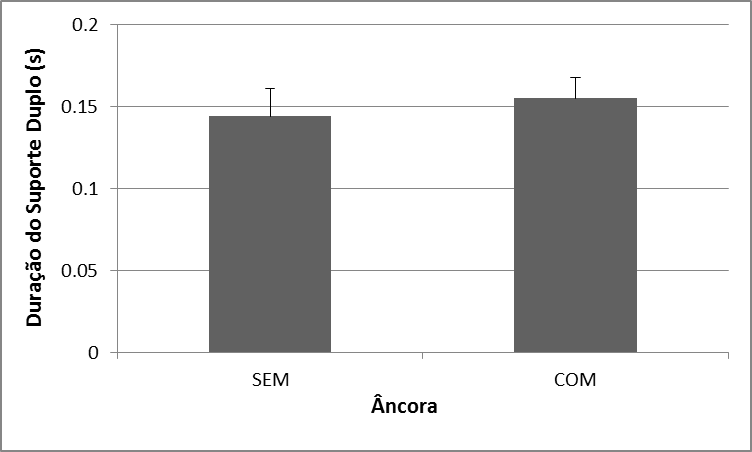 Duração do Suporte Duplo (s)
0.2
0.15
0.1
0.05
0
SEM
COM
Âncora